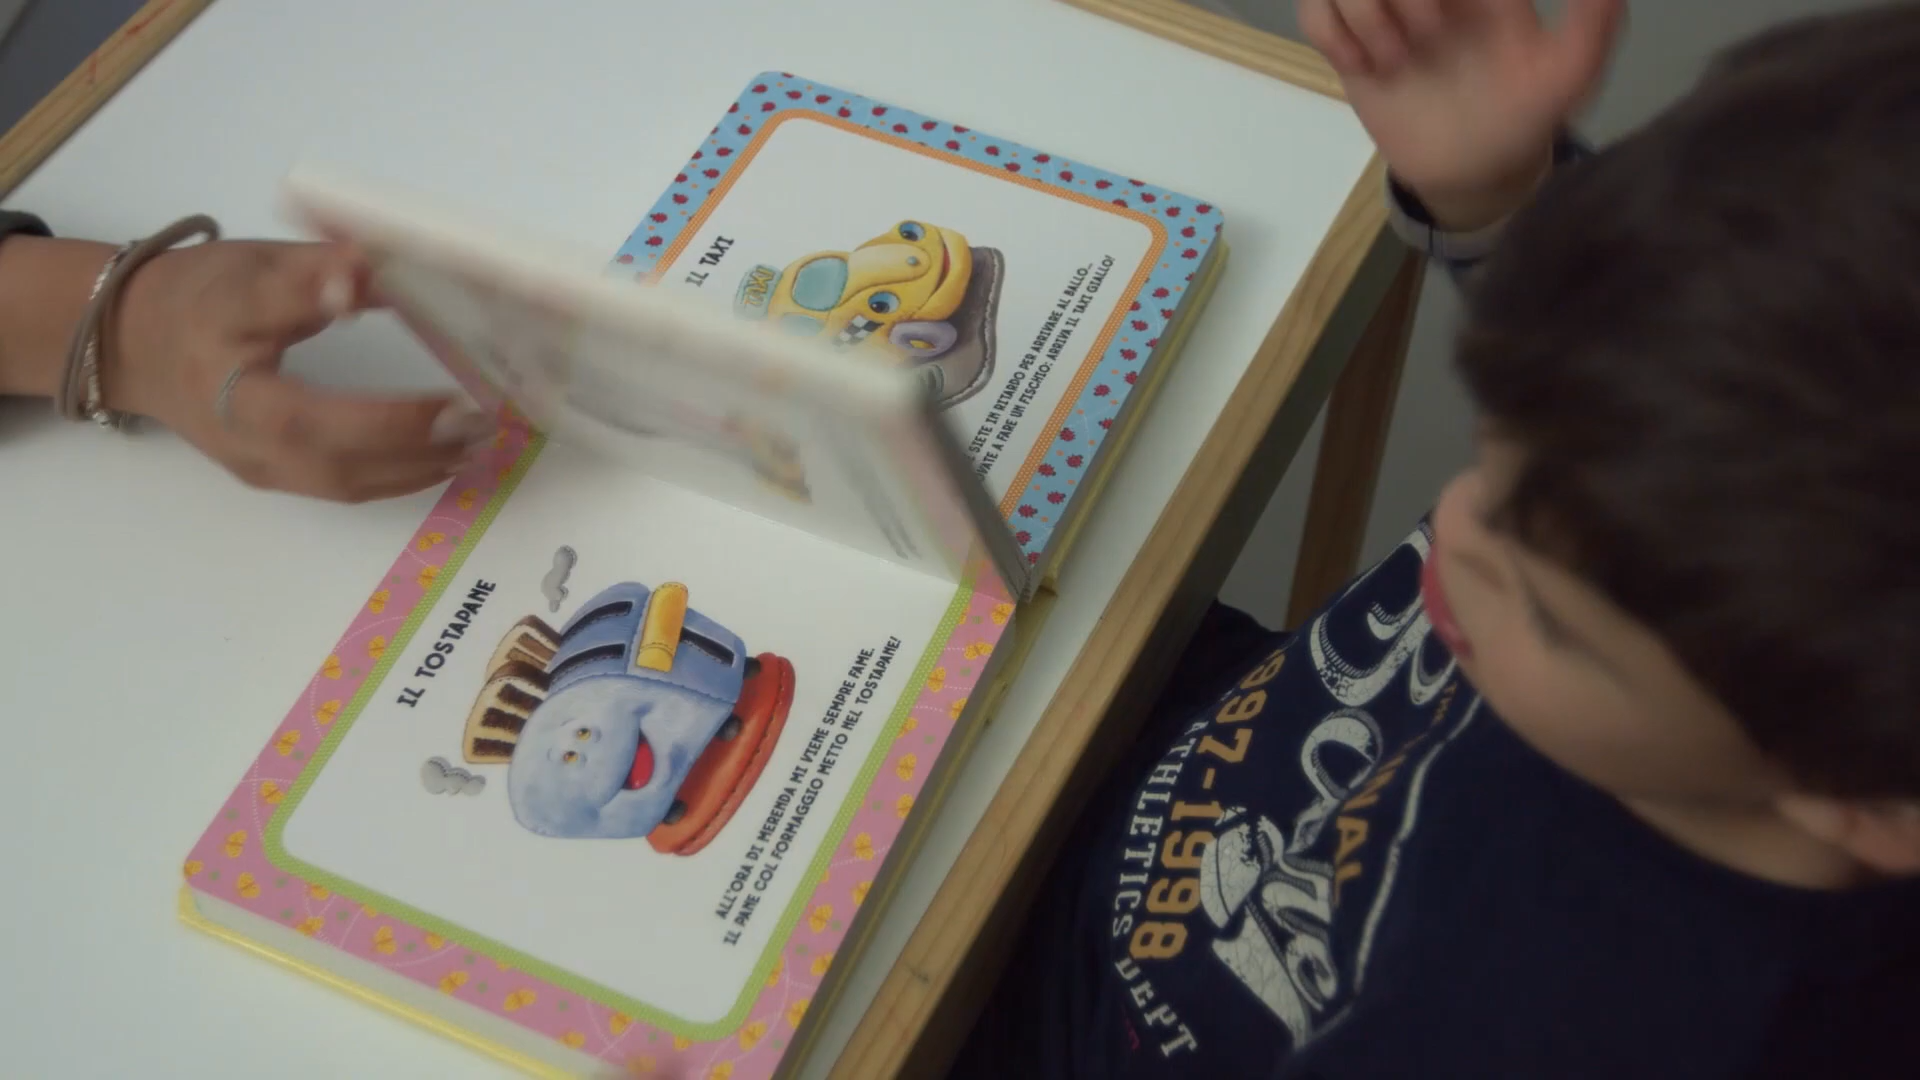 IL TAXI
TAXI
SIETE IN RITARDO PER ARRIVARE AL BALLO...
A FARE UN FISCHIO: ARRIVA IL TAXI GIALLO!
IL TOSTAPANE
ALL'ORA DI MERENDA MI VIENE SEMPRE FAME.
IL PANE COL FORMAGGIO METTO NEL TOSTAPANE!
1997-1998
ATHLETICS DEPT